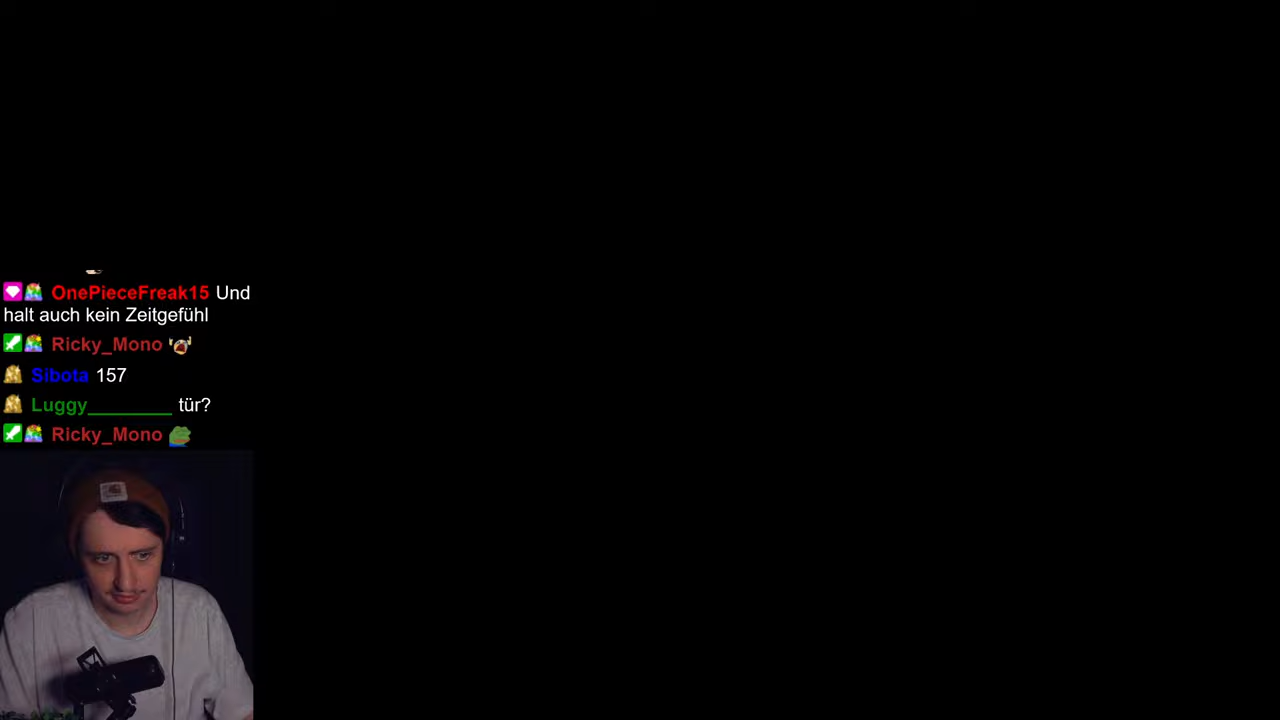 OnePieceFreak15 Und
halt auch kein Zeitgefühl
Ricky_Mono
Sibota 157
Luggy________ tür?
Ricky_Mono